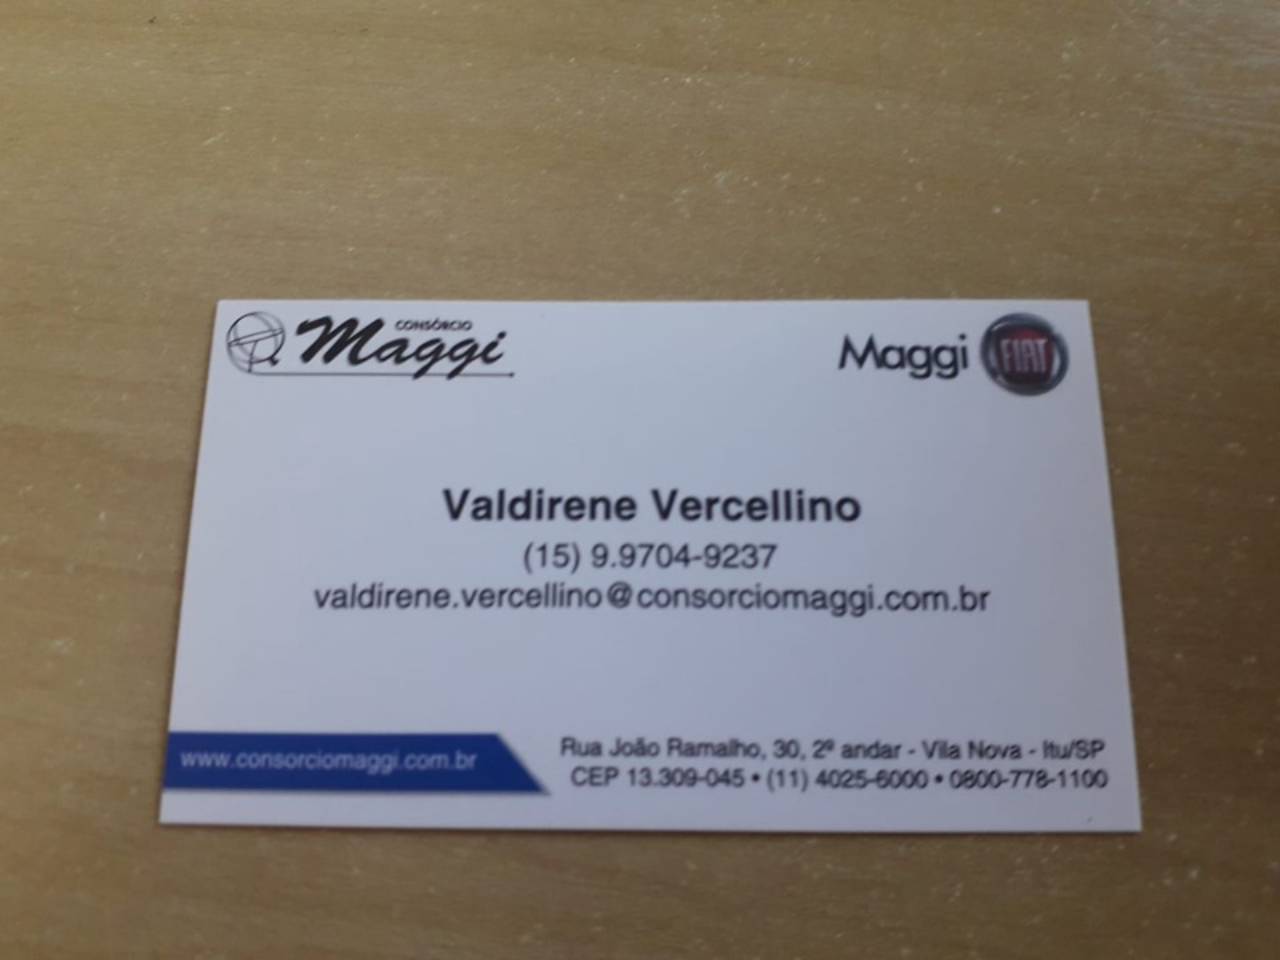 CONSÓRCIO
Maggi
Maggi FIAT
Valdirene Vercellino
(15) 9.9704-9237
valdirene.vercellino@consorciomaggi.com.br
www.consorciomaggi.com.br
Rua João Ramalho, 30, 2º andar - Vila Nova - Itu/SP
CEP 13.309-045 • (11) 4025-6000 • 0800-778-1100